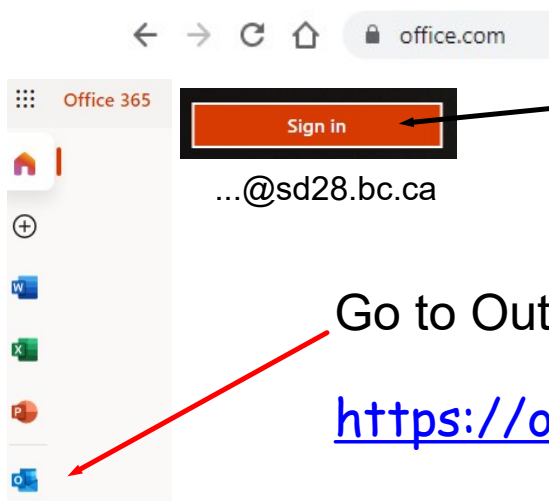 office.com
Office 365
Sign in
...@sd28.bc.ca
W
Go to Out
X
P
https://o
O